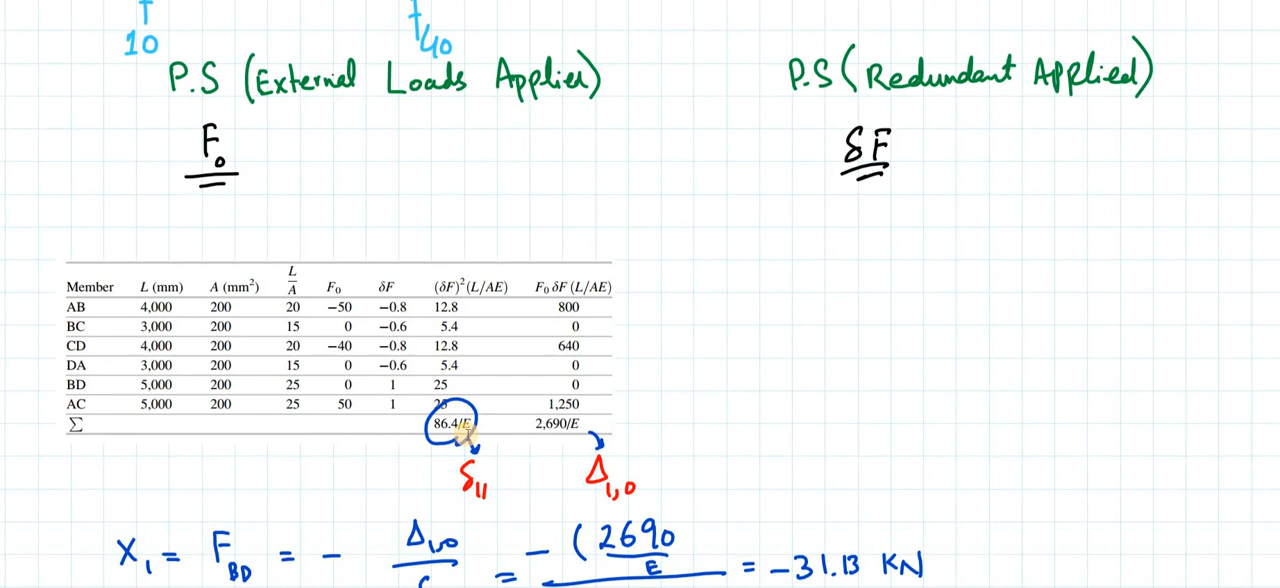 10
40
P.S (External Loads Applied)
P.S (Redundant Applied)
F₀
δF
Member L (mm) A (mm²) L/A F₀ δF (δF)²(L/AE) F₀ δF (L/AE)
AB 4,000 200 20 −50 −0.8 12.8 800
BC 3,000 200 15 0 −0.6 5.4 0
CD 4,000 200 20 −40 −0.8 12.8 640
DA 3,000 200 15 0 −0.6 5.4 0
BD 5,000 200 25 0 1 25 0
AC 5,000 200 25 50 1 25 1,250
∑ 86.4/E 2,690/E
δ₁₁
Δ₁,₀
X₁ = F_BD = − Δ₁,₀ = − (2690/E = −31.13 KN